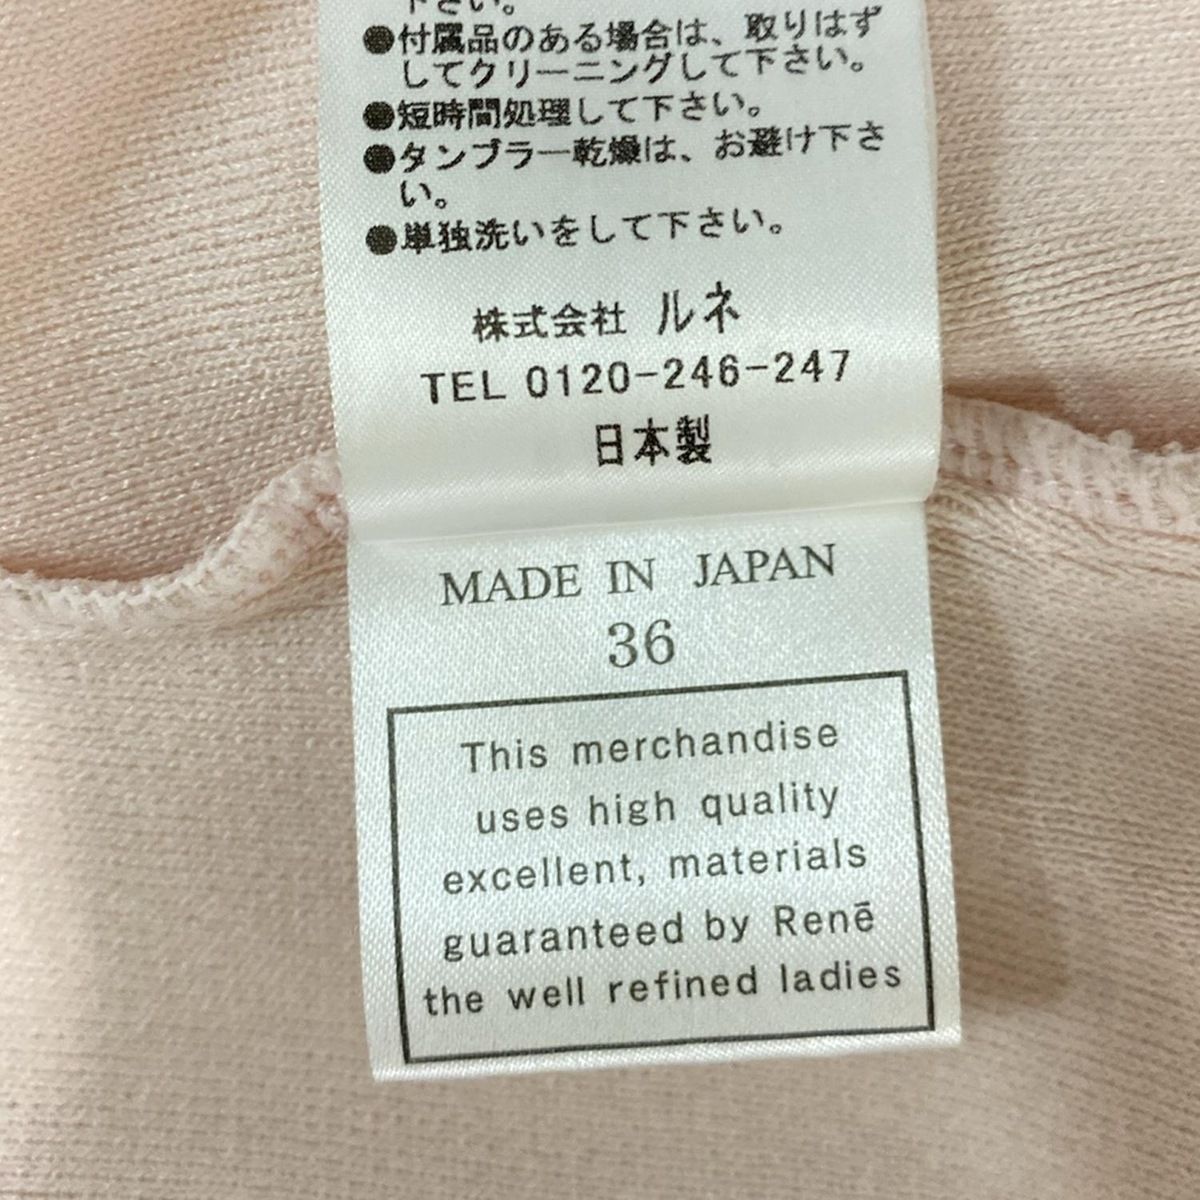 下さい。
●付属品のある場合は、取りはず
してクリーニングして下さい。
●短時間処理して下さい。
●タンブラー乾燥は、お避け下さ
い。
●単独洗いをして下さい。
株式会社 ルネ
TEL 0120-246-247
日本製
MADE IN JAPAN
36
This merchandise
uses high quality
excellent, materials
guaranteed by Renē
the well refined ladies